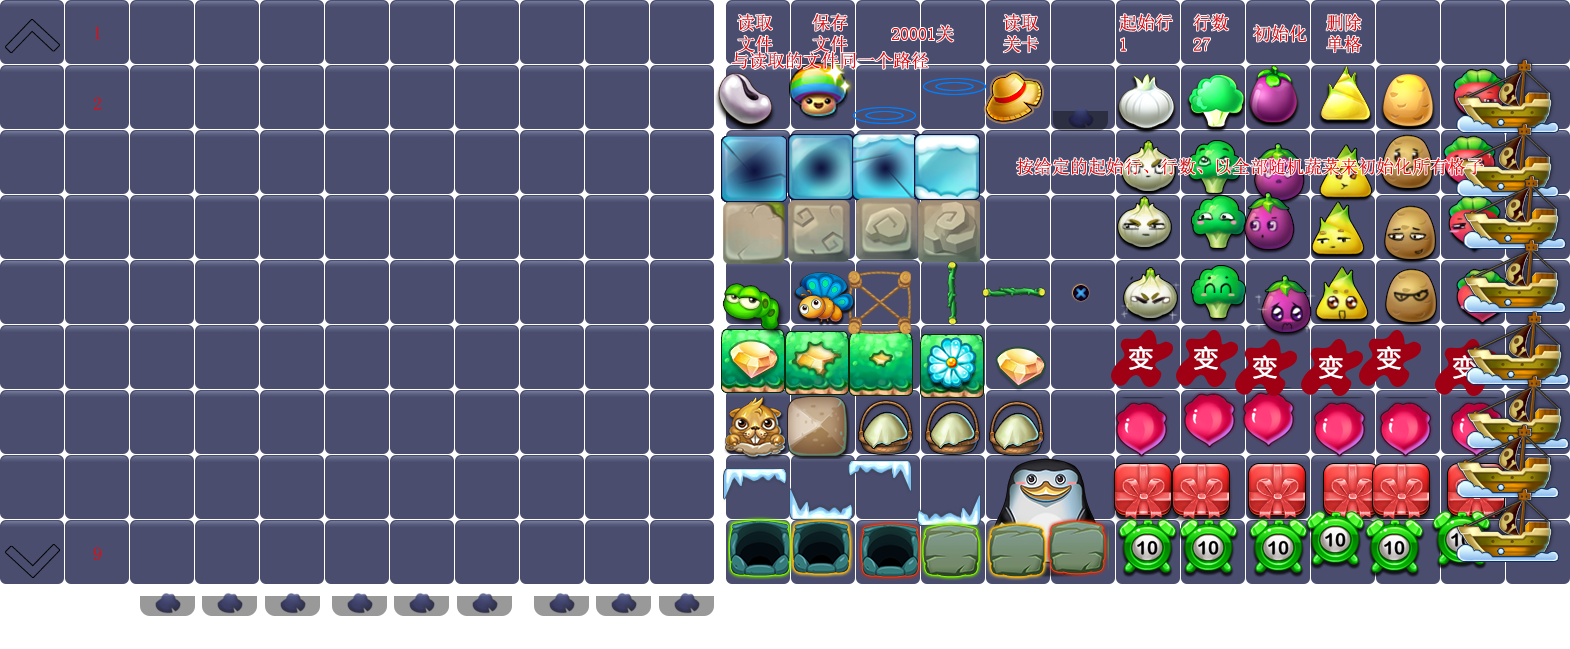 1
2
9
读取
文件
保存
文件
20001关
读取
关卡
起始行
1
行数
27
初始化
删除
单格
与读取的文件同一个路径
按给定的起始行、行数、以全部随机蔬菜来初始化所有格子
变
变
变
变
变
变
10
10
10
10
10
10